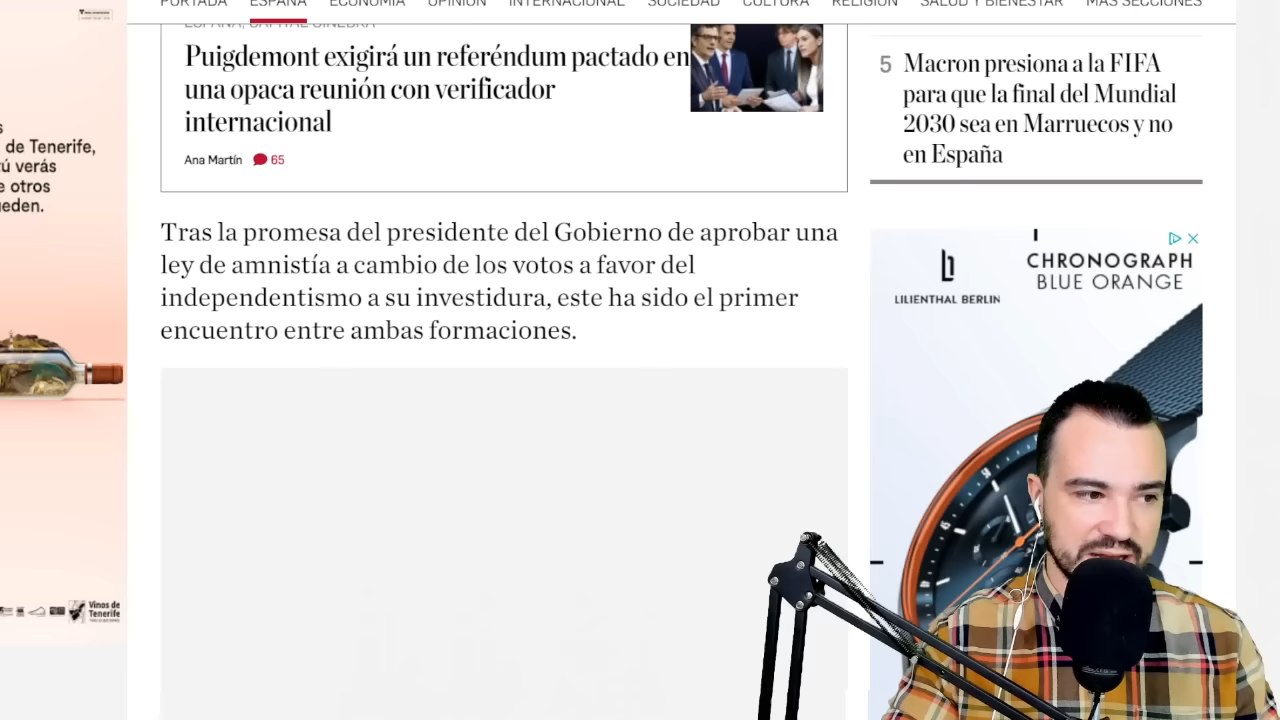 PORTADA ESPAÑA ECONOMÍA OPINIÓN INTERNACIONAL SOCIEDAD CULTURA RELIGIÓN SALUD Y BIENESTAR MÁS SECCIONES
ESPAÑA, CAPITAL GINEBRA
Puigdemont exigirá un referéndum pactado en
una opaca reunión con verificador
internacional
Ana Martín 65
Tras la promesa del presidente del Gobierno de aprobar una
ley de amnistía a cambio de los votos a favor del
independentismo a su investidura, este ha sido el primer
encuentro entre ambas formaciones.
5 Macron presiona a la FIFA
para que la final del Mundial
2030 sea en Marruecos y no
en España
CHRONOGRAPH
BLUE ORANGE
LILIENTHAL BERLIN
de Tenerife,
verás
otros
Vinos de
Tenerife